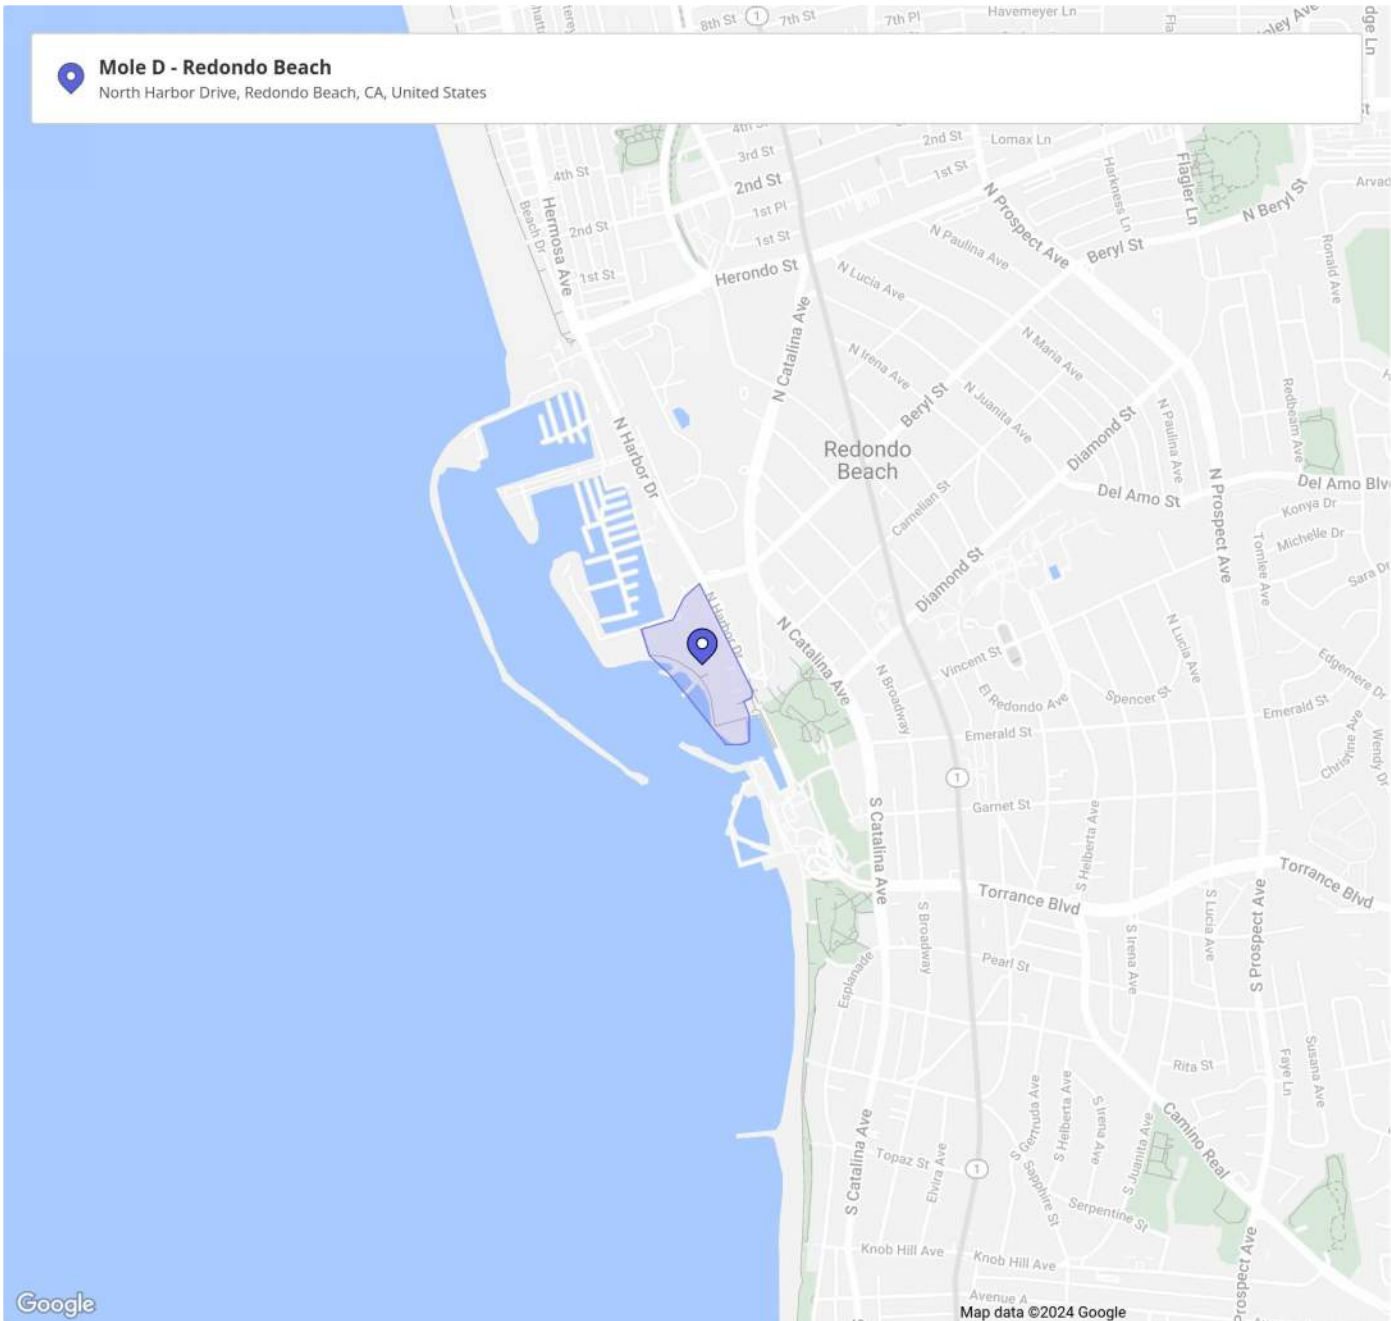 8th St
1
7th St
7th Pl
Havemeyer Ln
Mole D - Redondo Beach
North Harbor Drive, Redondo Beach, CA, United States
4th St
3rd St
2nd St
Lomax Ln
4th St
2nd St
1st St
1st Pl
Harkness Ln
Flagler Ln
N Beryl St
Hermosa Ave
Beach Dr
2nd St
1st St
N Prospect Ave
N Paulina Ave
Beryl St
Ronald Ave
1st St
Herondo St
N Lucia Ave
N Catalina Ave
N Irena Ave
N Maria Ave
Beryl St
N Juanita Ave
Redbeam Ave
N Harbor Dr
Redondo
Beach
Diamond St
N Paulina Ave
Carnelian St
Del Amo St
N Prospect Ave
Konya Dr
Michelle Dr
Tomlee Ave
Diamond St
N Harbor Dr
N Catalina Ave
N Broadway
Vincent St
El Redondo Ave
Spencer St
N Lucia Ave
Edgemere Dr
Emerald St
Emerald St
Christine Ave
Wendy Dr
1
Garnet St
S Catalina Ave
S Helberta Ave
Torrance Blvd
Torrance Blvd
S Broadway
S Irena Ave
S Lucia Ave
S Prospect Ave
Esplanade
Pearl St
Rita St
Faye Ln
Susana Ave
S Gertruda Ave
S Helberta Ave
S Irena Ave
S Juanita Ave
Camino Real
S Catalina Ave
Topaz St
Elvira Ave
1
Sapphire St
Serpentine St
Knob Hill Ave
Knob Hill Ave
Prospect Ave
Avenue A
Google
Map data ©2024 Google